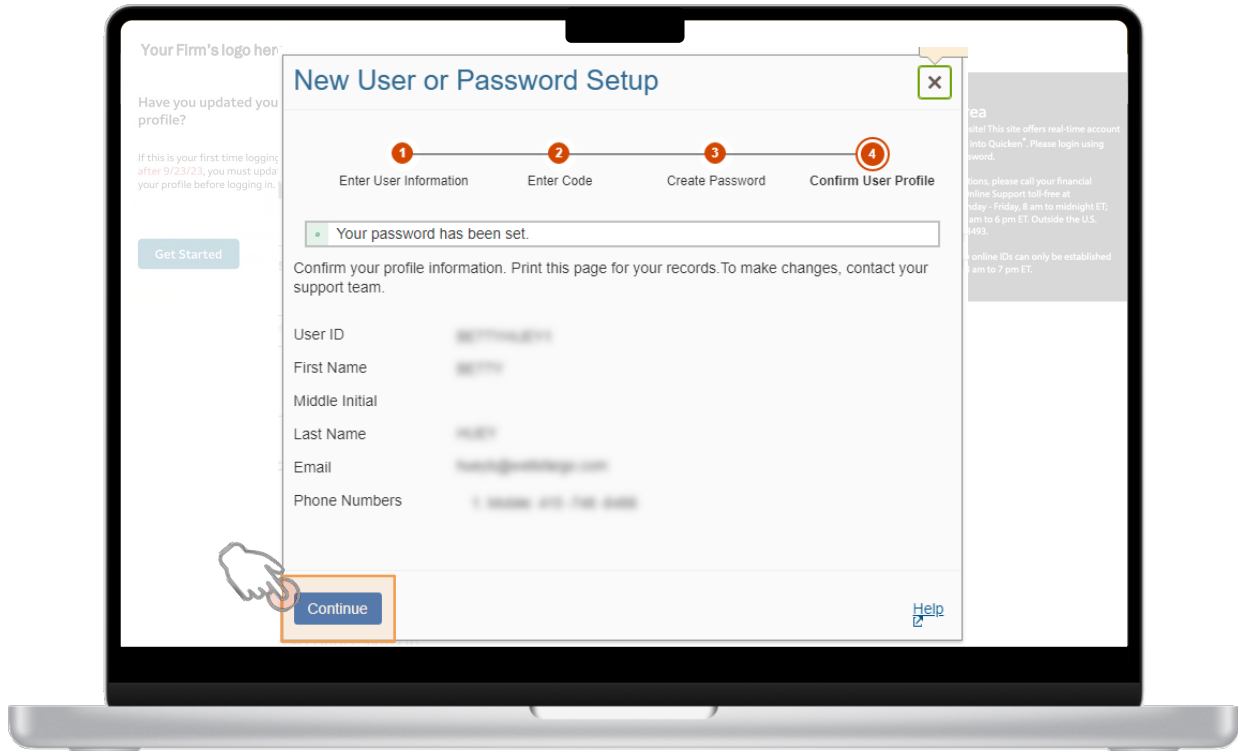 Your Firm's logo her
Have you updated you
profile?
If this is your first time logging
after 9/23/23, you must upda
your profile before logging in.
Get Started
New User or Password Setup
1
2
3
4
Enter User Information
Enter Code
Create Password
Confirm User Profile
Your password has been set.
Confirm your profile information. Print this page for your records.To make changes, contact your
support team.
User ID
First Name
Middle Initial
Last Name
Email
Phone Numbers
Continue
Help
rea
site! This site offers real-time account
into Quicken. Please login using
sword.
tions, please call your financial
nline Support toll-free at
nday - Friday, 8 am to midnight ET;
am to 6 pm ET. Outside the U.S.
4493.
online IDs can only be established
am to 7 pm ET.